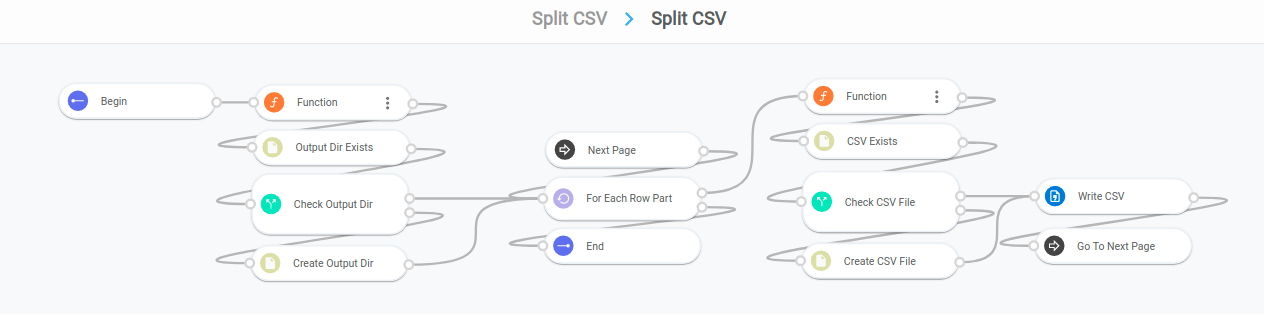 Split CSV > Split CSV
Begin
Function
Output Dir Exists
Check Output Dir
Create Output Dir
Next Page
For Each Row Part
End
Function
CSV Exists
Check CSV File
Create CSV File
Write CSV
Go To Next Page